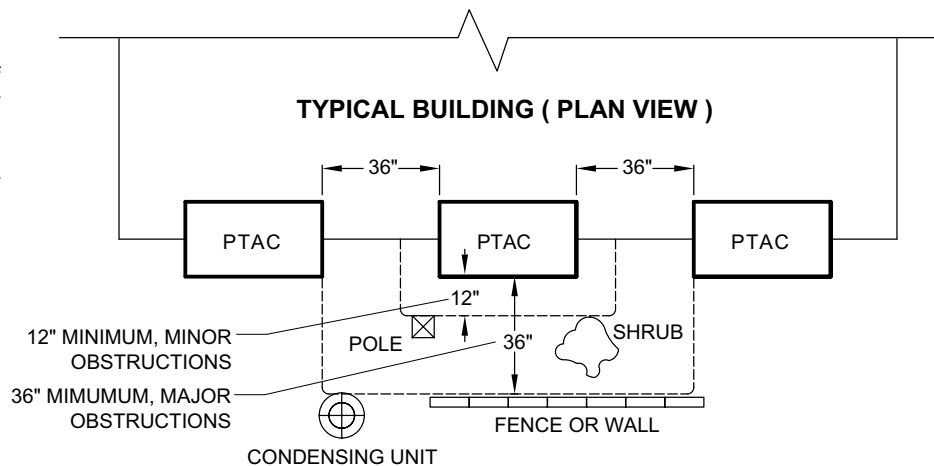 TYPICAL BUILDING ( PLAN VIEW )
36"
36"
PTAC
PTAC
PTAC
12"
12" MINIMUM, MINOR
OBSTRUCTIONS
POLE
36"
SHRUB
36" MIMUMUM, MAJOR
OBSTRUCTIONS
FENCE OR WALL
CONDENSING UNIT